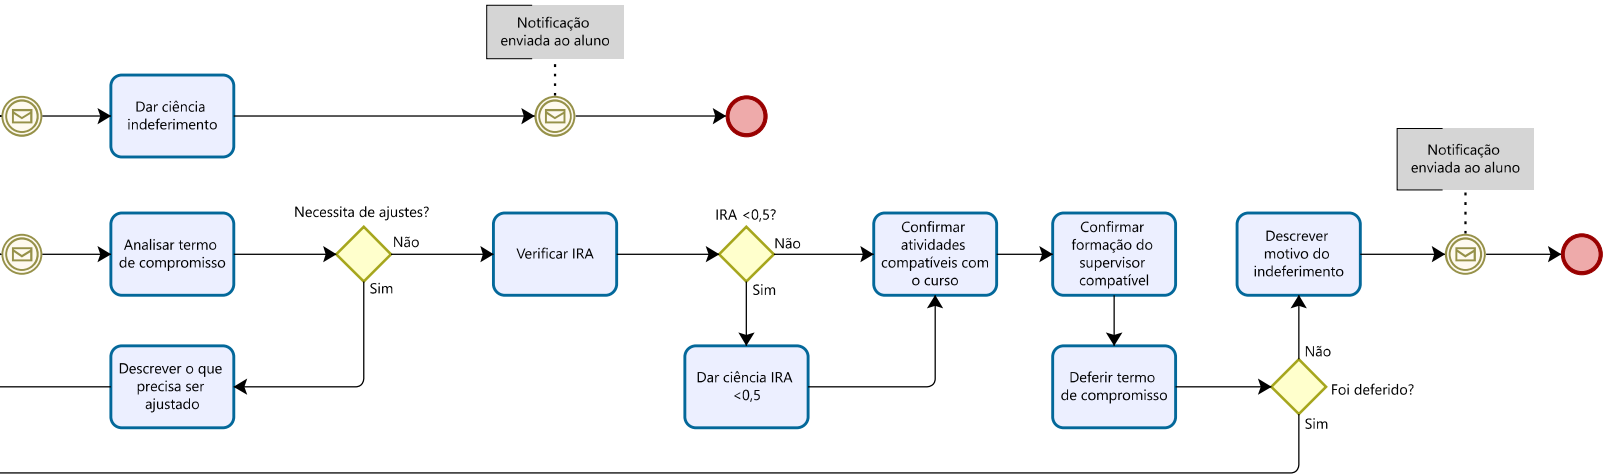 Notificação
enviada ao aluno
Dar ciência
indeferimento
Notificação
enviada ao aluno
Necessita de ajustes?
IRA <0,5?
Analisar termo
de compromisso
Não
Sim
Verificar IRA
Não
Sim
Confirmar
atividades
compatíveis com
o curso
Confirmar
formação do
supervisor
compatível
Descrever
motivo do
indeferimento
Descrever o que
precisa ser
ajustado
Dar ciência IRA
<0,5
Deferir termo
de compromisso
Não
Foi deferido?
Sim